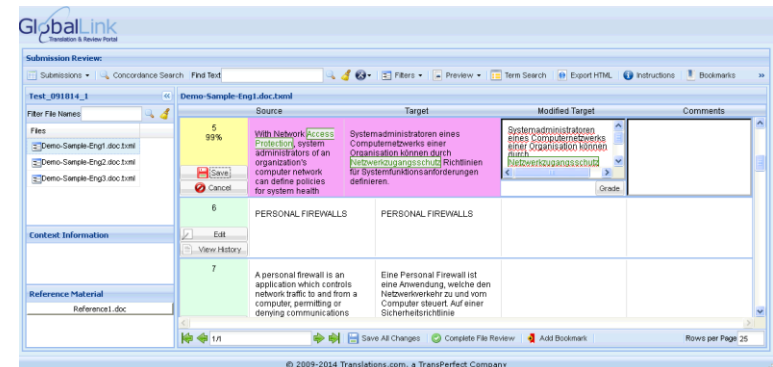 GlobalLink
Translation & Review Portal
Submission Review:
Submissions Concordance Search Find Text Filters Preview Term Search Export HTML Instructions Bookmarks »
Test_091014_1 «
Filter File Names
Files
Demo-Sample-Eng1.doc.txml
Demo-Sample-Eng2.doc.txml
Demo-Sample-Eng3.doc.txml
Context Information
Reference Material
Reference1.doc
Demo-Sample-Eng1.doc.txml
Source Target Modified Target Comments
5
99%
Save
Cancel
With Network Access
Protection, system
administrators of an
organization's
computer network
can define policies
for system health
Systemadministratoren eines
Computernetzwerks einer
Organisation können durch
Netzwerkzugangsschutz Richtlinien
für Systemfunktionsanforderungen
definieren.
Systemadministratoren
eines Computernetzwerks
einer Organisation können
durch
Netzwerkzugangsschutz
Grade
6
Edit
View History
PERSONAL FIREWALLS
PERSONAL FIREWALLS
7
A personal firewall is an
application which controls
network traffic to and from a
computer, permitting or
denying communications
Eine Personal Firewall ist
eine Anwendung, welche den
Netzwerkverkehr zu und vom
Computer steuert. Auf einer
Sicherheitsrichtlinie
1/1 Save All Changes Complete File Review Add Bookmark Rows per Page 25
© 2009-2014 Translations.com, a TransPerfect Company